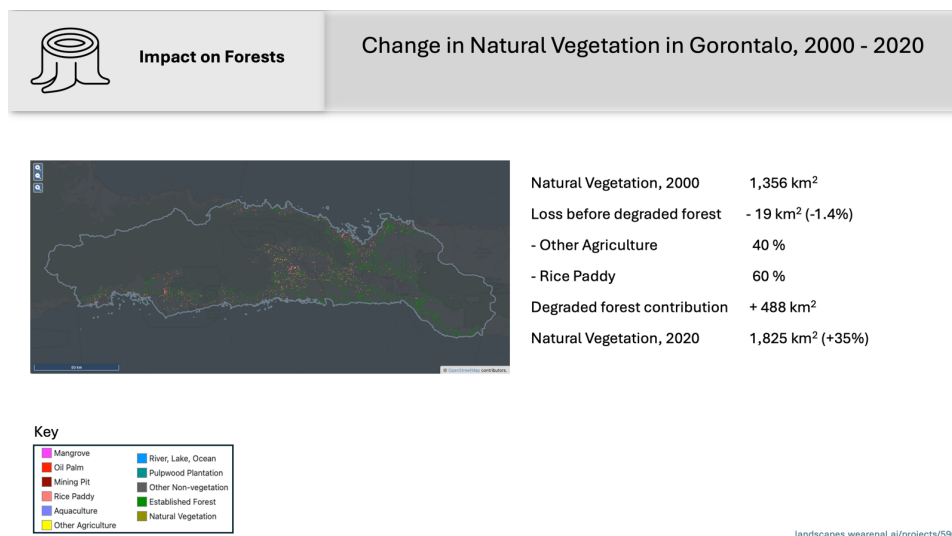 Impact on Forests
Change in Natural Vegetation in Gorontalo, 2000 - 2020
Natural Vegetation, 2000 1,356 km²
Loss before degraded forest - 19 km² (-1.4%)
- Other Agriculture 40 %
- Rice Paddy 60 %
Degraded forest contribution + 488 km²
Natural Vegetation, 2020 1,825 km² (+35%)
© OpenStreetMap contributors.
Key
Mangrove
Oil Palm
Mining Pit
Rice Paddy
Aquaculture
Other Agriculture
River, Lake, Ocean
Pulpwood Plantation
Other Non-vegetation
Established Forest
Natural Vegetation
landscapes.wearepal.ai/projects/59